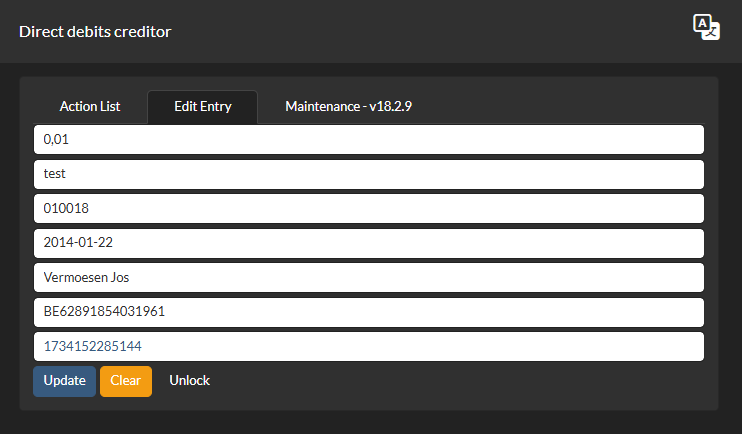 Direct debits creditor
A
文
Action List
Edit Entry
Maintenance - v18.2.9
0,01
test
010018
2014-01-22
Vermoesen Jos
BE62891854031961
1734152285144
Update
Clear
Unlock